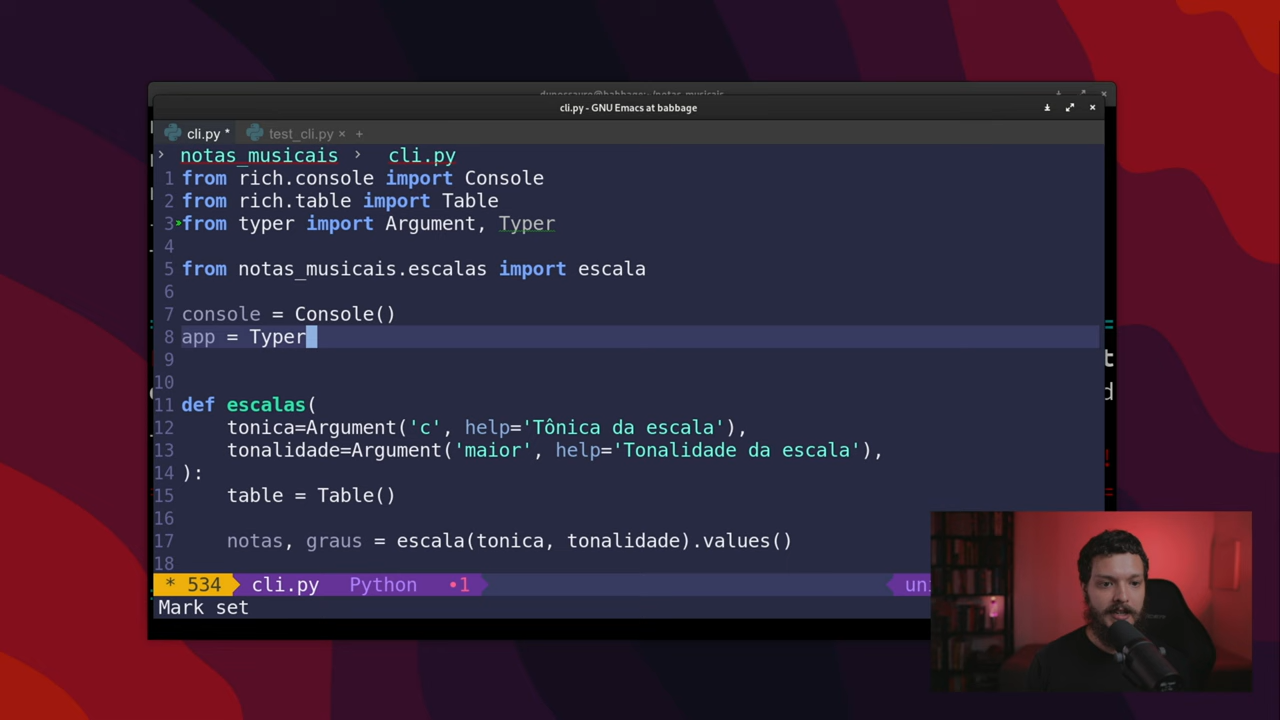 cli.py - GNU Emacs at babbage
cli.py * test_cli.py × +
› notas_musicais › cli.py
1 from rich.console import Console
2 from rich.table import Table
3 from typer import Argument, Typer
4
5 from notas_musicais.escalas import escala
6
7 console = Console()
8 app = Typer
9
10
11 def escalas(
12 tonica=Argument('c', help='Tônica da escala'),
13 tonalidade=Argument('maior', help='Tonalidade da escala'),
14 ):
15 table = Table()
16
17 notas, graus = escala(tonica, tonalidade).values()
18
* 534 cli.py Python •1
Mark set